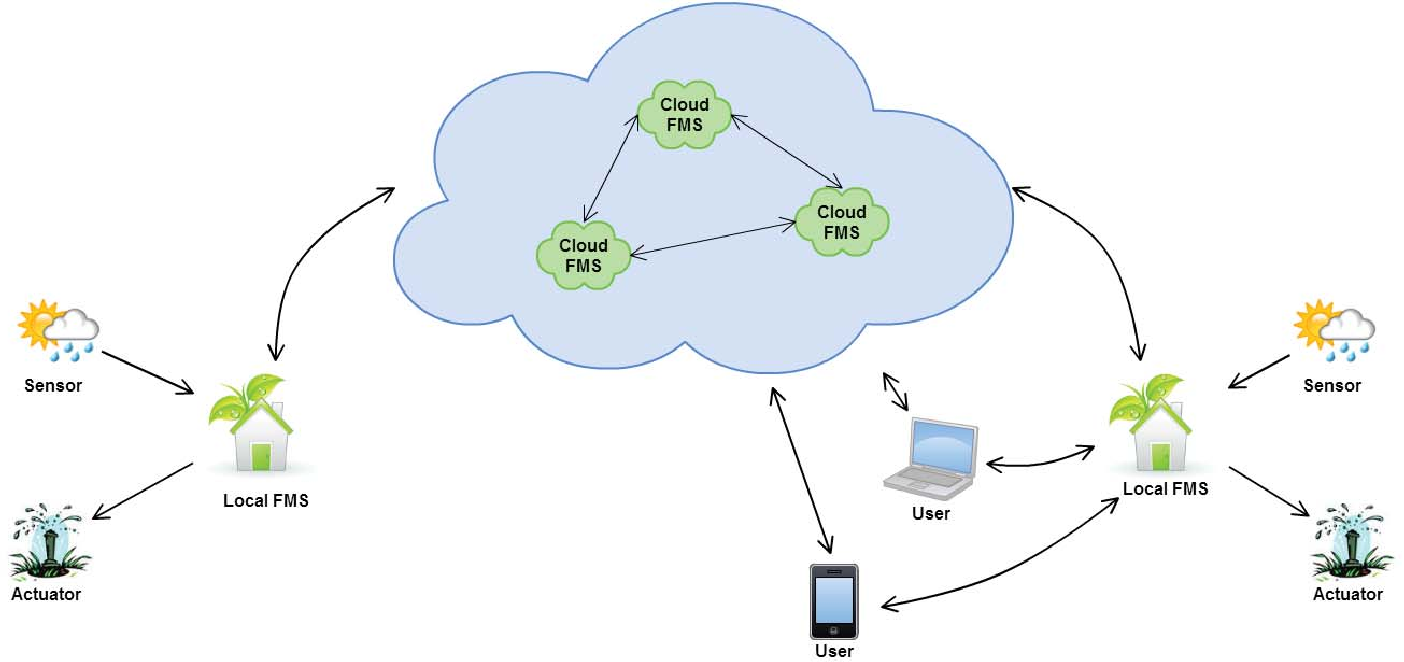 Cloud
FMS
Cloud
FMS
Cloud
FMS
Sensor
Sensor
Local FMS
Local FMS
User
Actuator
Actuator
User